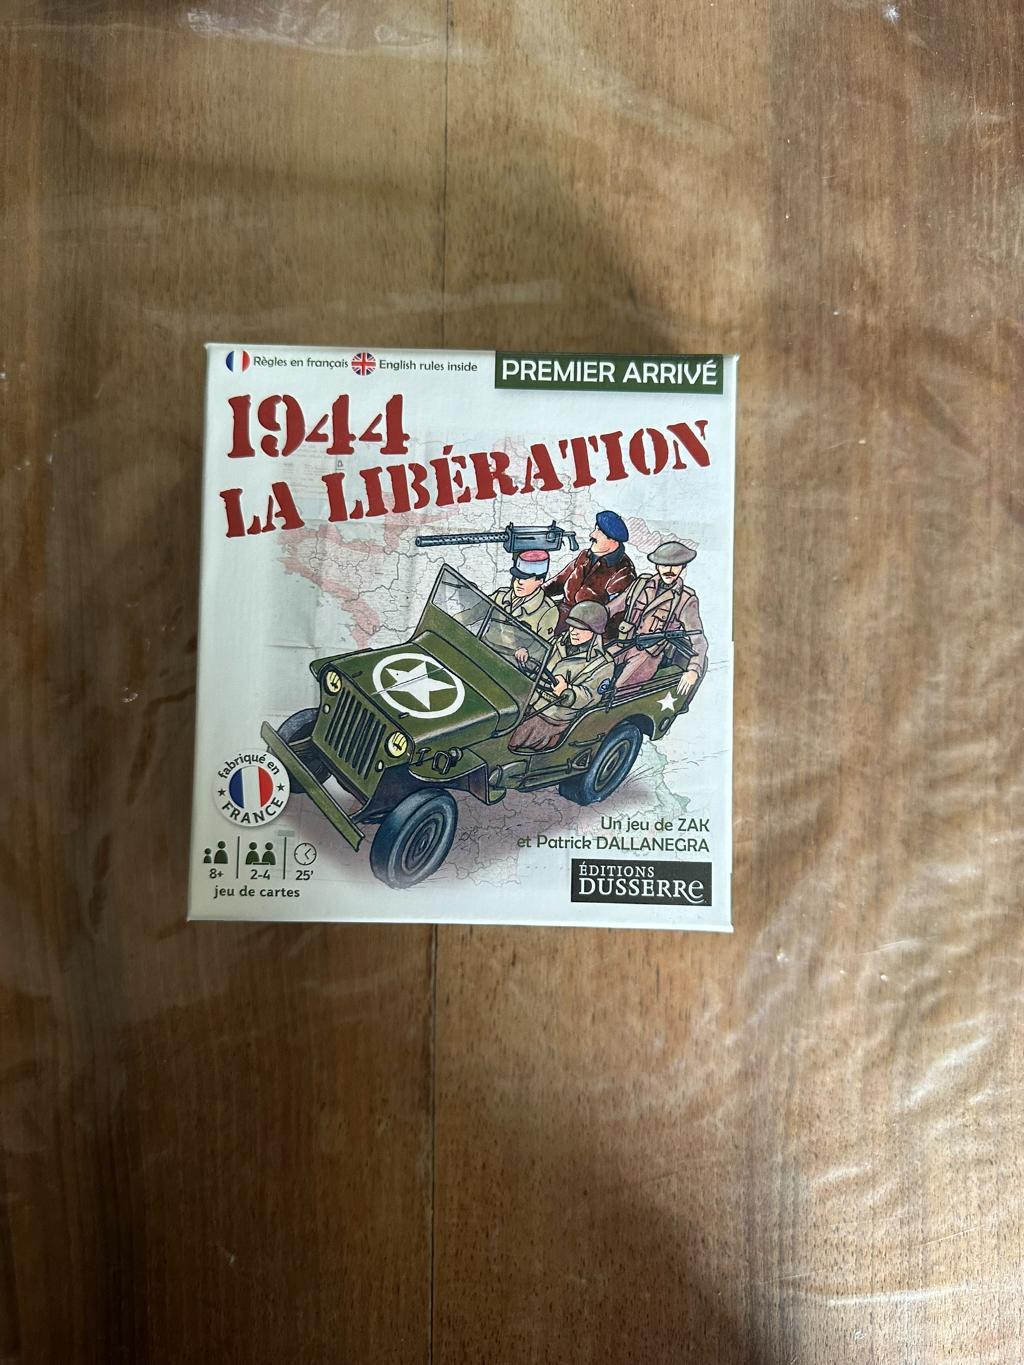 Règles en français English rules inside
PREMIER ARRIVÉ
1944
LA LIBÉRATION
fabriqué en
FRANCE
Un jeu de ZAK
et Patrick DALLANEGRA
8+ 2-4 25'
jeu de cartes
ÉDITIONS
DUSSERRE